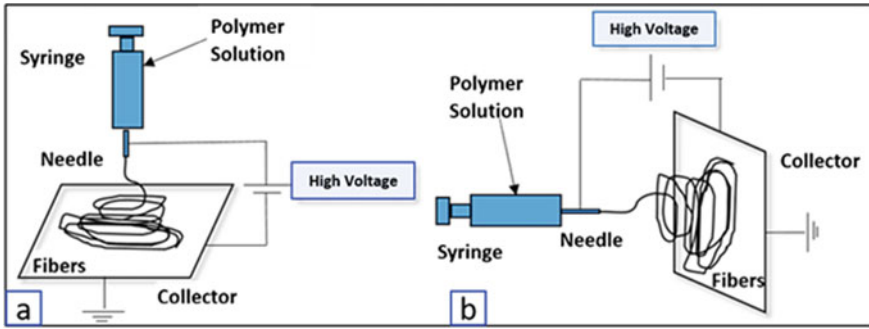 Polymer
Solution
Syringe
Needle
High Voltage
Fibers
Collector
a
High Voltage
Polymer
Solution
Collector
Syringe
Needle
Fibers
b